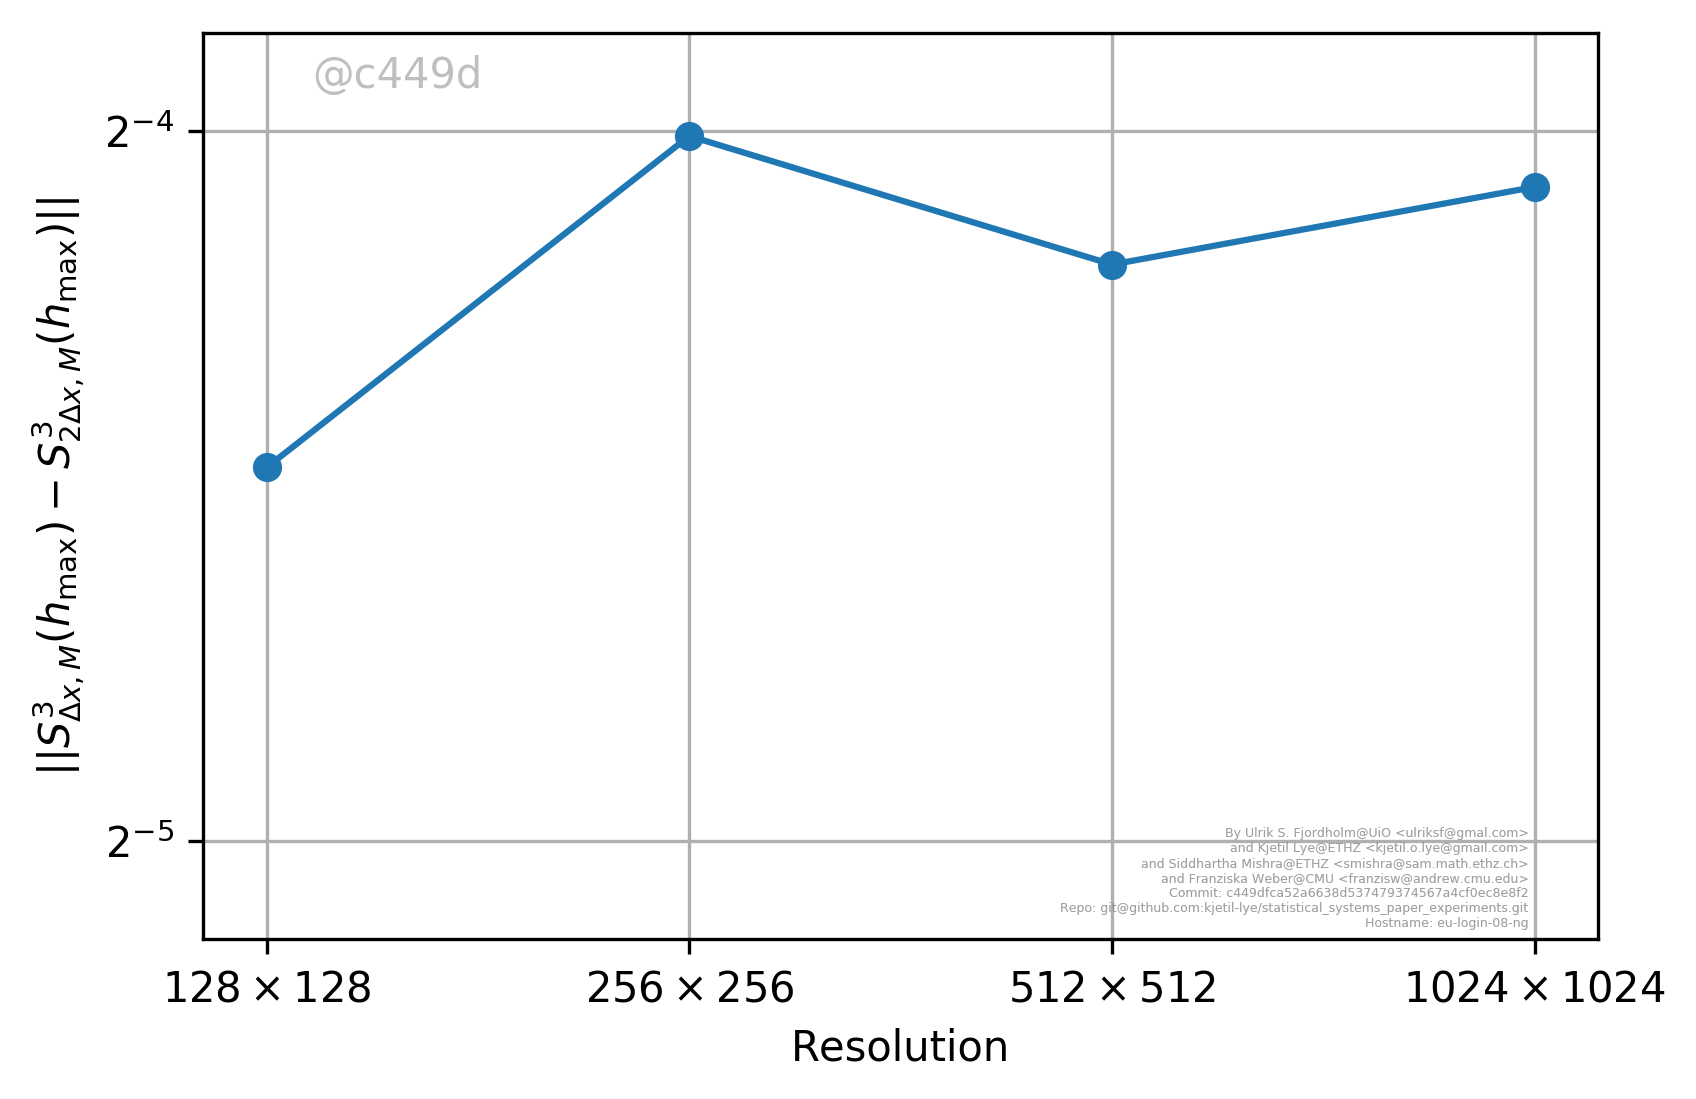 @c449d
2⁻⁴
2⁻⁵
||S³_{Δx,M}(h_max) − S³_{2Δx,M}(h_max)||
By Ulrik S. Fjordholm@UiO <ulriksf@gmal.com>
and Kjetil Lye@ETHZ <kjetil.o.lye@gmail.com>
and Siddhartha Mishra@ETHZ <smishra@sam.math.ethz.ch>
and Franziska Weber@CMU <franzisw@andrew.cmu.edu>
Commit: c449dfca52a6638d537479374567a4cf0ec8e8f2
Repo: git@github.com:kjetil-lye/statistical_systems_paper_experiments.git
Hostname: eu-login-08-ng
128 × 128 256 × 256 512 × 512 1024 × 1024
Resolution